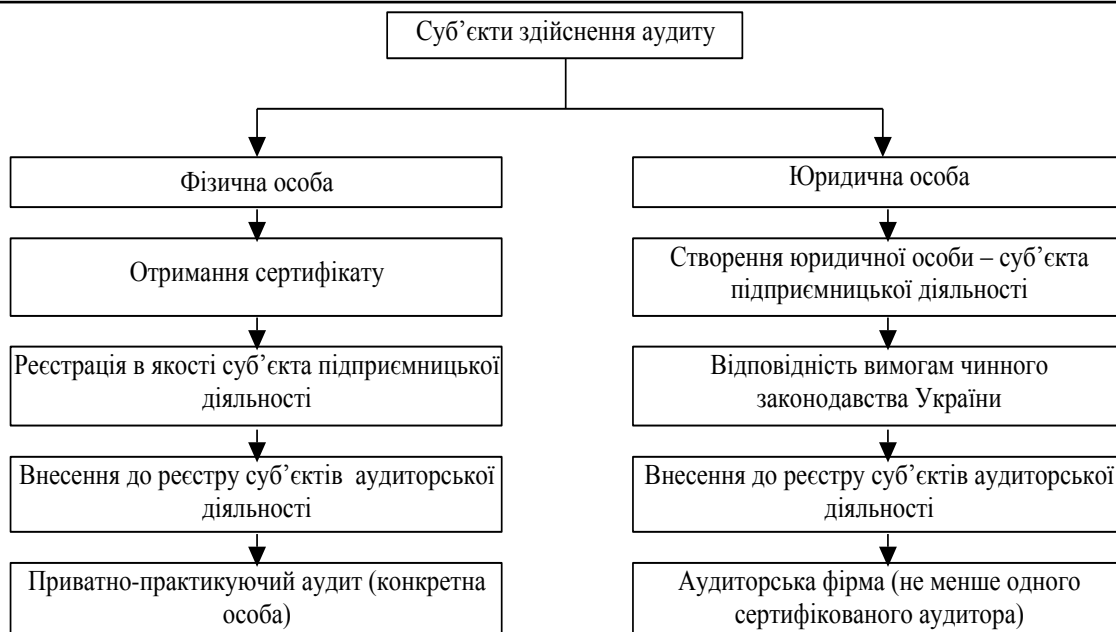 Суб’єкти здійснення аудиту
Фізична особа
Юридична особа
Отримання сертифікату
Створення юридичної особи – суб’єкта
підприємницької діяльності
Реєстрація в якості суб’єкта підприємницької
діяльності
Відповідність вимогам чинного
законодавства України
Внесення до реєстру суб’єктів аудиторської
діяльності
Внесення до реєстру суб’єктів аудиторської
діяльності
Приватно-практикуючий аудит (конкретна
особа)
Аудиторська фірма (не менше одного
сертифікованого аудитора)